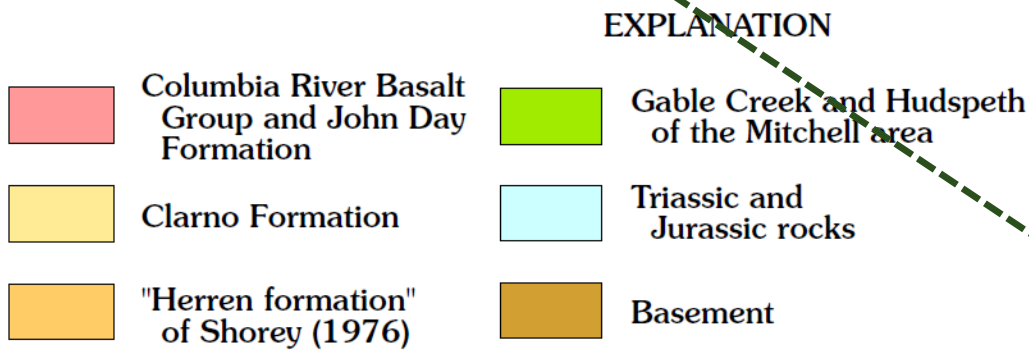 EXPLANATION
Columbia River Basalt
Group and John Day
Formation
Clarno Formation
"Herren formation"
of Shorey (1976)
Gable Creek and Hudspeth
of the Mitchell area
Triassic and
Jurassic rocks
Basement